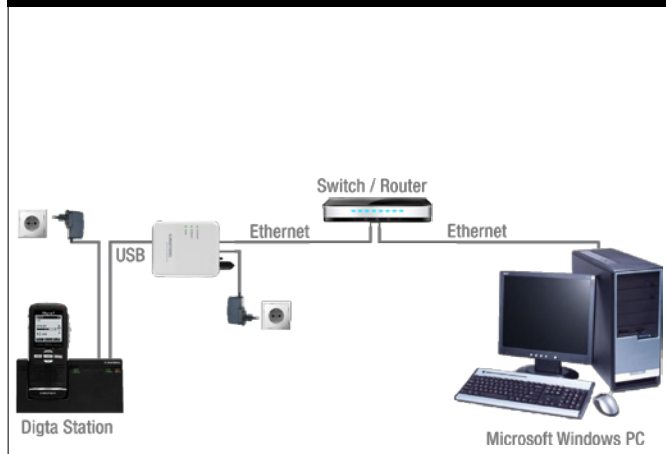 Switch / Router
Ethernet
Ethernet
USB
Digta Station
Microsoft Windows PC